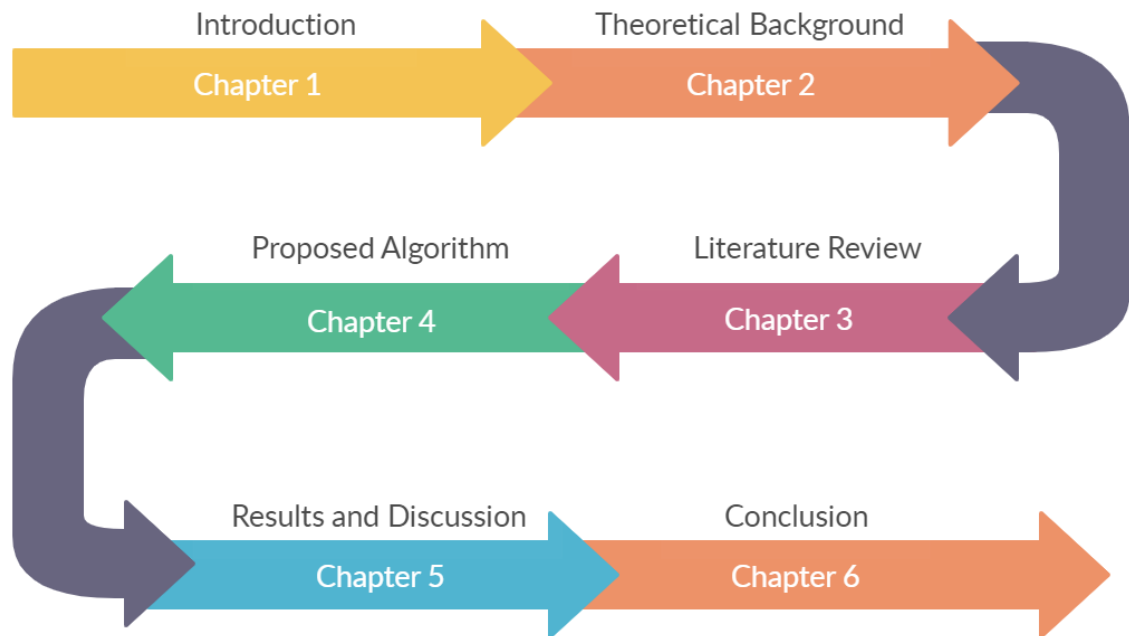 Introduction
Chapter 1
Theoretical Background
Chapter 2
Literature Review
Chapter 3
Proposed Algorithm
Chapter 4
Results and Discussion
Chapter 5
Conclusion
Chapter 6